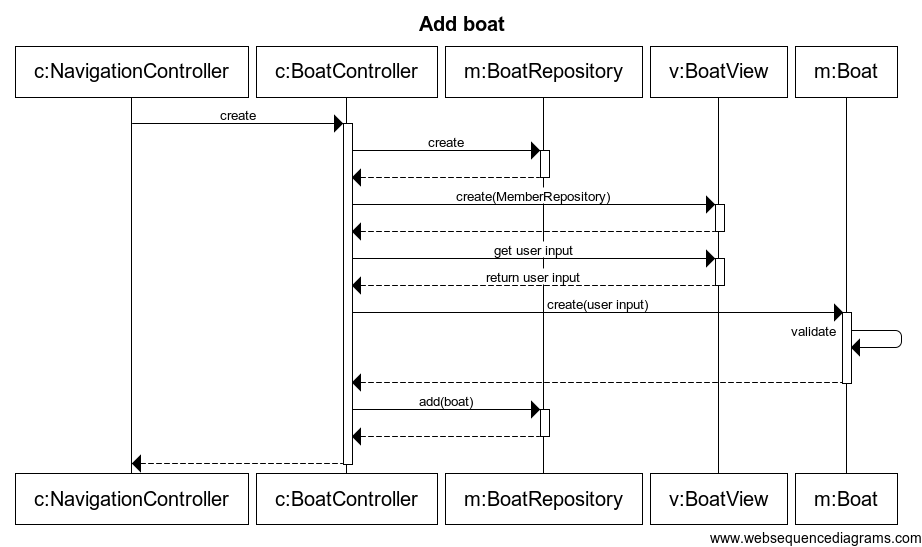 Add boat
c:NavigationController c:BoatController m:BoatRepository v:BoatView m:Boat
create
create
create(MemberRepository)
get user input
return user input
create(user input)
validate
add(boat)
c:NavigationController c:BoatController m:BoatRepository v:BoatView m:Boat
www.websequencediagrams.com